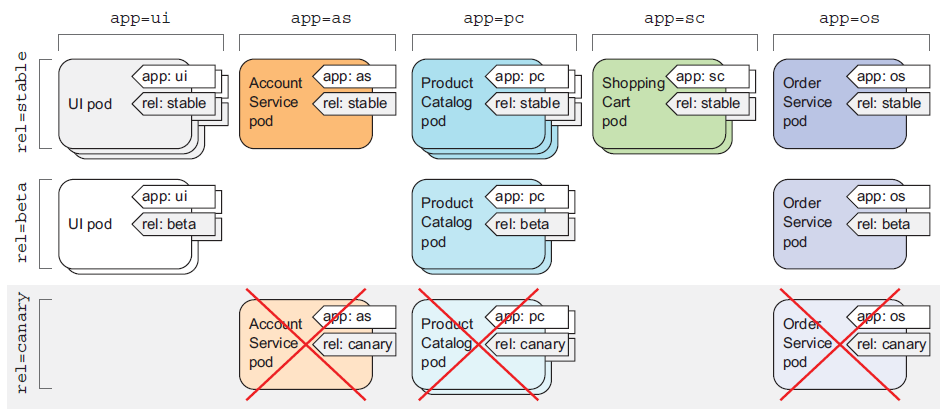 app=ui
app=as
app=pc
app=sc
app=os
rel=stable
UI pod
app: ui
rel: stable
Account
Service
pod
app: as
rel: stable
Product
Catalog
pod
app: pc
rel: stable
Shopping
Cart
pod
app: sc
rel: stable
Order
Service
pod
app: os
rel: stable
rel=beta
UI pod
app: ui
rel: beta
Product
Catalog
pod
app: pc
rel: beta
Order
Service
pod
app: os
rel: beta
rel=canary
Account
Service
pod
app: as
rel: canary
Product
Catalog
pod
app: pc
rel: canary
Order
Service
pod
app: os
rel: canary